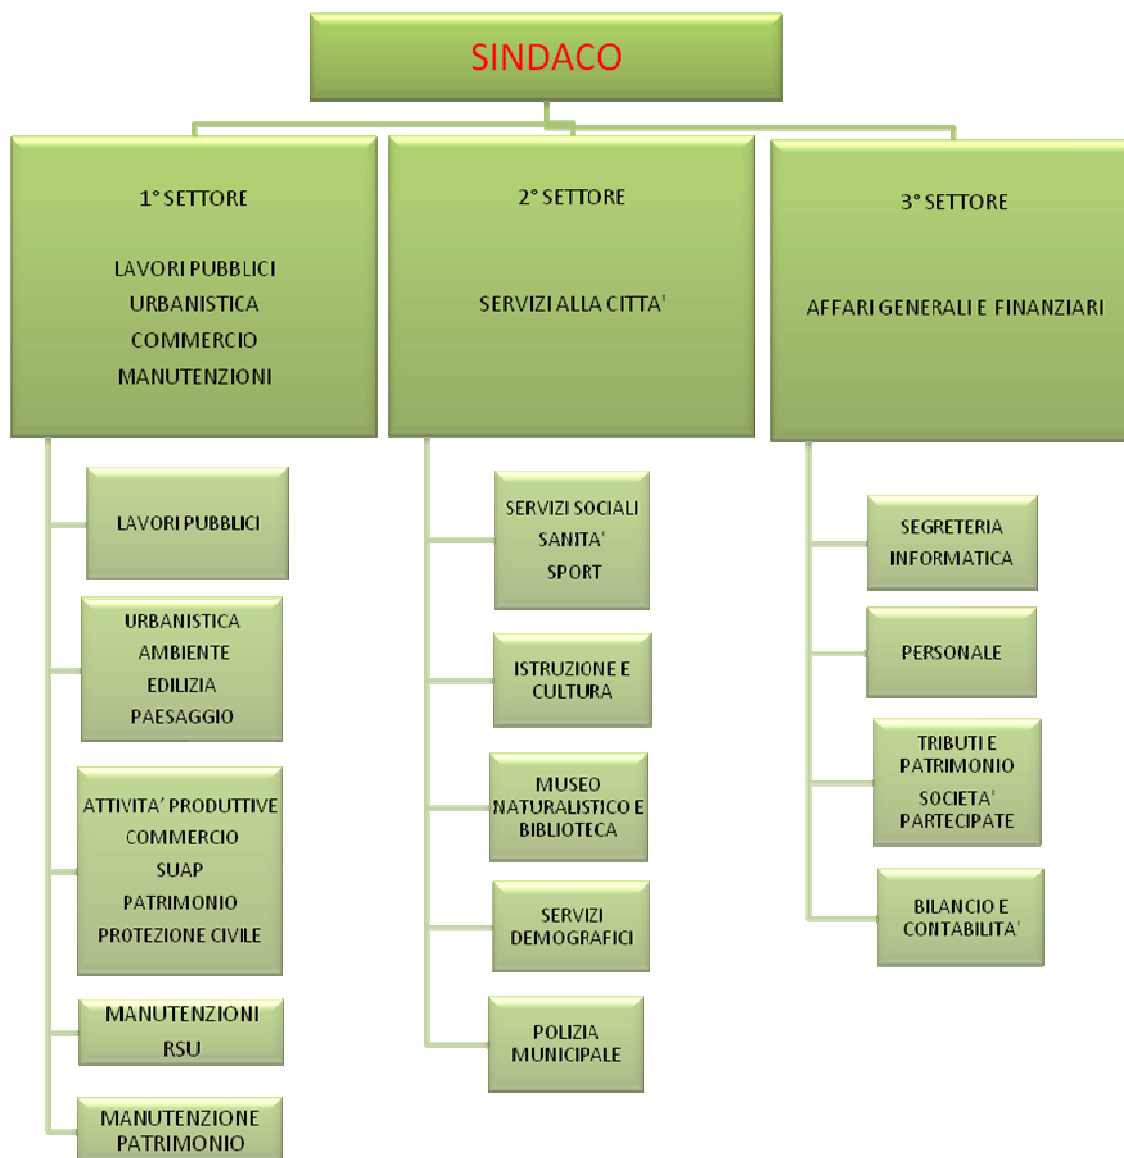 SINDACO
1° SETTORE
LAVORI PUBBLICI
URBANISTICA
COMMERCIO
MANUTENZIONI
2° SETTORE
SERVIZI ALLA CITTA'
3° SETTORE
AFFARI GENERALI E FINANZIARI
LAVORI PUBBLICI
URBANISTICA
AMBIENTE
EDILIZIA
PAESAGGIO
ATTIVITA' PRODUTTIVE
COMMERCIO
SUAP
PATRIMONIO
PROTEZIONE CIVILE
MANUTENZIONI
RSU
MANUTENZIONE
PATRIMONIO
SERVIZI SOCIALI
SANITA'
SPORT
ISTRUZIONE E
CULTURA
MUSEO
NATURALISTICO E
BIBLIOTECA
SERVIZI
DEMOGRAFICI
POLIZIA
MUNICIPALE
SEGRETERIA
INFORMATICA
PERSONALE
TRIBUTI E
PATRIMONIO
SOCIETA'
PARTECIPATE
BILANCIO E
CONTABILITA'